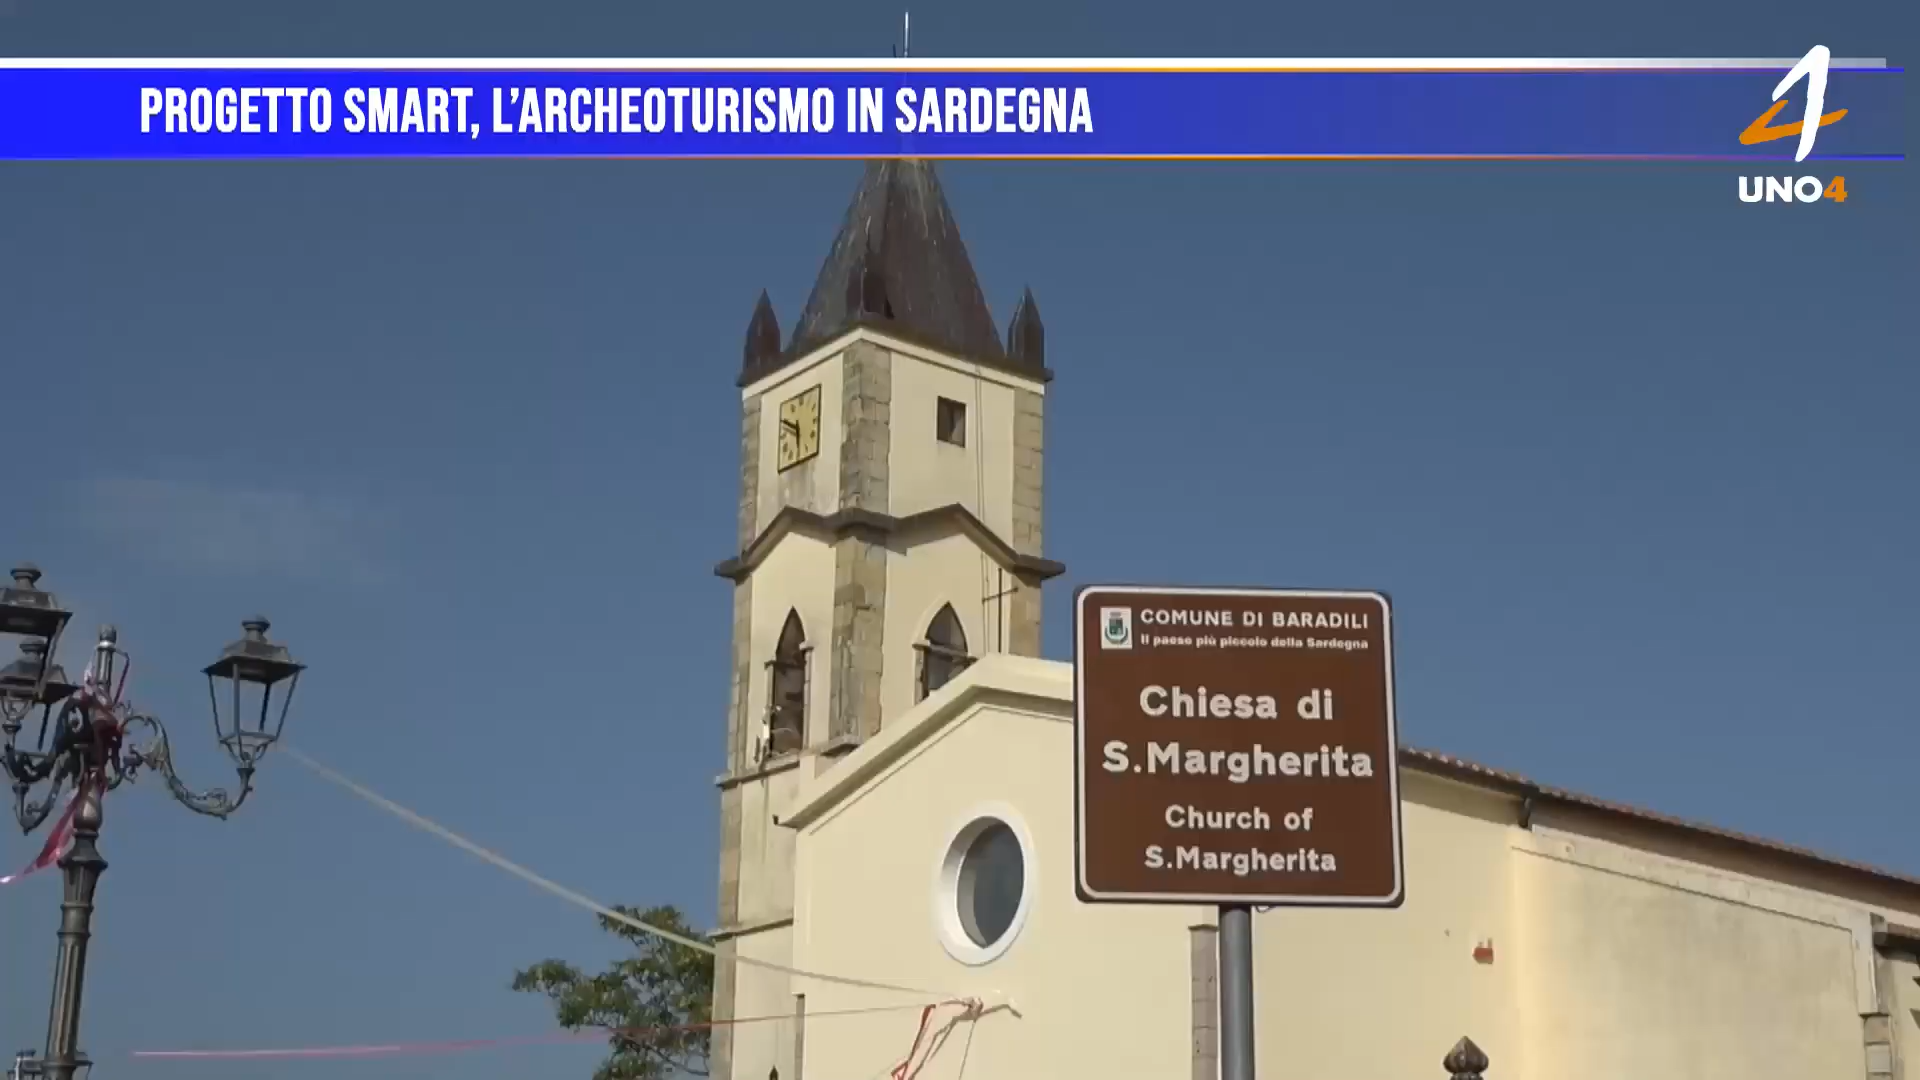 PROGETTO SMART, L'ARCHEOTURISMO IN SARDEGNA
UNO4
COMUNE DI BARADILI
Il paese più piccolo della Sardegna
Chiesa di
S.Margherita
Church of
S.Margherita